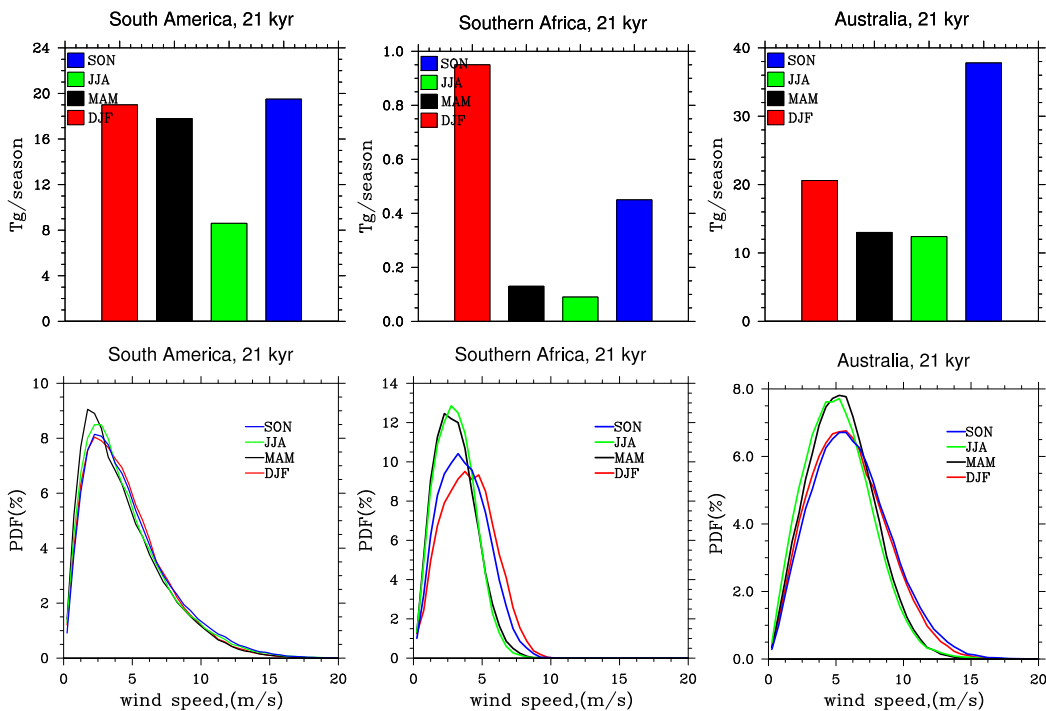 South America, 21 kyr
Southern Africa, 21 kyr
Australia, 21 kyr
Tg/season
24
20
16
12
8
4
0
SON
JJA
MAM
DJF
Tg/season
1.0
0.8
0.6
0.4
0.2
0.0
SON
JJA
MAM
DJF
Tg/season
40
30
20
10
0
SON
JJA
MAM
DJF
South America, 21 kyr
Southern Africa, 21 kyr
Australia, 21 kyr
PDF(%)
10
8
6
4
2
0
SON
JJA
MAM
DJF
0 5 10 15 20
wind speed,(m/s)
PDF(%)
14
12
10
8
6
4
2
0
SON
JJA
MAM
DJF
0 5 10 15 20
wind speed,(m/s)
PDF(%)
8.0
6.0
4.0
2.0
0.0
SON
JJA
MAM
DJF
0 5 10 15 20
wind speed,(m/s)